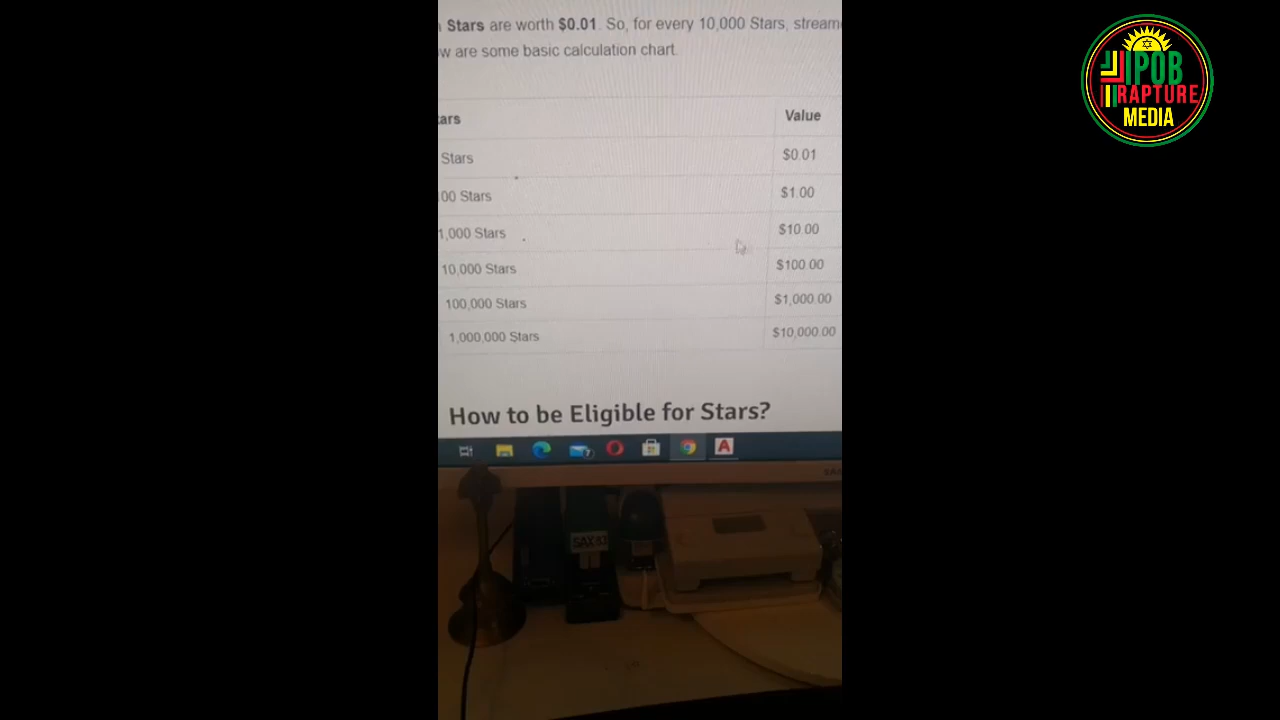 Stars are worth $0.01. So, for every 10,000 Stars, stream
w are some basic calculation chart.
ars Value
Stars $0.01
00 Stars $1.00
1,000 Stars $10.00
10,000 Stars $100.00
100,000 Stars $1,000.00
1,000,000 Stars $10,000.00
How to be Eligible for Stars?
IPOB
RAPTURE
MEDIA